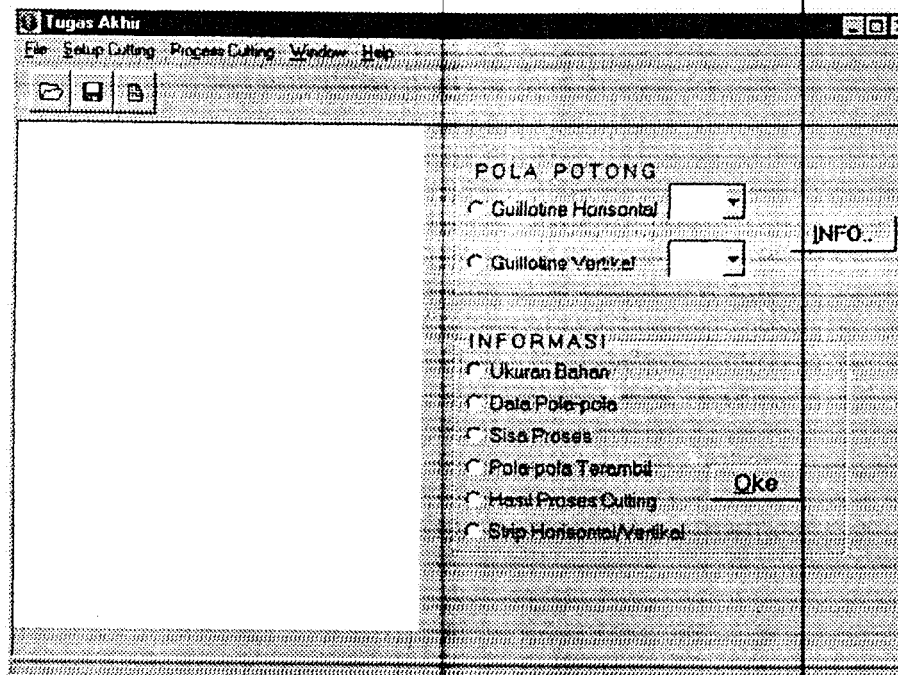 Tugas Akhir
File Setup Cutting Process Cutting Window Help
POLA POTONG
Guillotine Horisontal
INFO..
Guillotine Vertikal
INFORMASI
Ukuran Bahan
Data Pola-pola
Sisa Proses
Pola-pola Terambil
Oke
Hasil Proses Cutting
Strip Horisontal/Vertikal